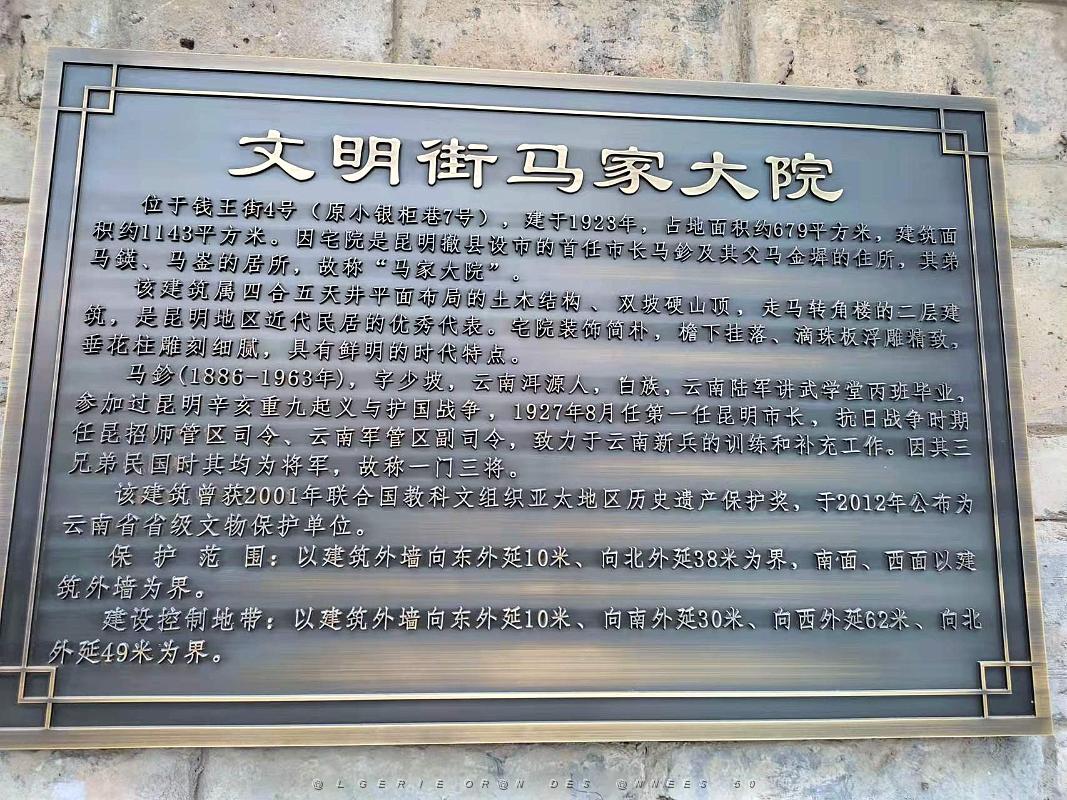 文明街马家大院
位于钱王街4号（原小银柜巷7号），建于1923年，占地面积约679平方米，建筑面
积约1143平方米。因宅院是昆明撤县设市的首任市长马鉁及其父马金墀的住所，其弟
马鍈、马崟的居所，故称“马家大院”。
该建筑属四合五天井平面布局的土木结构、双坡硬山顶，走马转角楼的二层建
筑，是昆明地区近代民居的优秀代表。宅院装饰简朴，檐下挂落、滴珠板浮雕精致，
垂花柱雕刻细腻，具有鲜明的时代特点。
马鉁(1886-1963年)，字少坡，云南洱源人，白族，云南陆军讲武学堂丙班毕业，
参加过昆明辛亥重九起义与护国战争，1927年8月任第一任昆明市长，抗日战争时期
任昆招师管区司令、云南军管区副司令，致力于云南新兵的训练和补充工作。因其三
兄弟民国时其均为将军，故称一门三将。
该建筑曾获2001年联合国教科文组织亚太地区历史遗产保护奖，于2012年公布为
云南省省级文物保护单位。
保 护 范 围：以建筑外墙向东外延10米、向北外延38米为界，南面、西面以建
筑外墙为界。
建设控制地带：以建筑外墙向东外延10米、向南外延30米、向西外延62米、向北
外延49米为界。
@LGERIE OR@N DES @NNEES 50